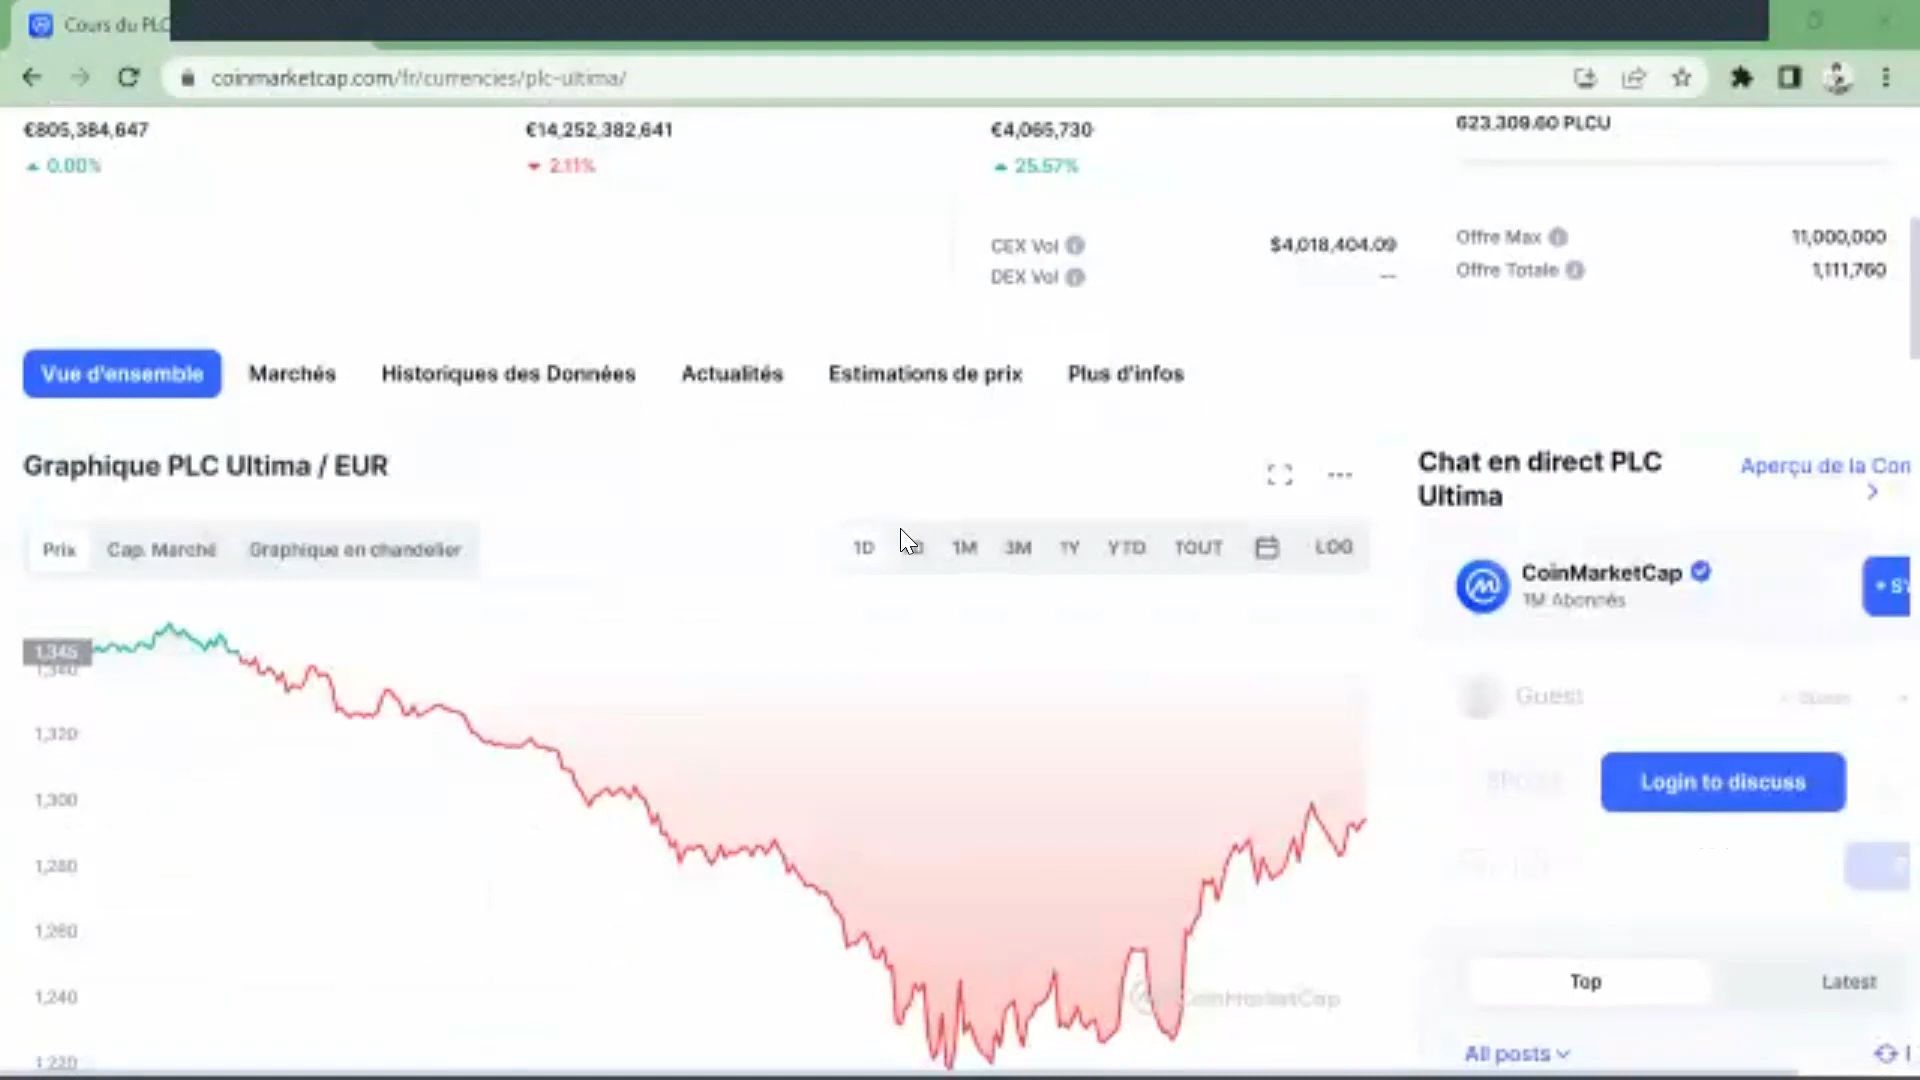 Cours du PLC
coinmarketcap.com/fr/currencies/plc-ultima/
€805,384,647
0.00%
€14,252,382,641
2.11%
€4,065,730
25.57%
623,309.60 PLCU
CEX Vol $4,018,404.09
DEX Vol --
Offre Max 11,000,000
Offre Totale 1,111,760
Vue d'ensemble Marchés Historiques des Données Actualités Estimations de prix Plus d'infos
Graphique PLC Ultima / EUR
Prix Cap. Marché Graphique en chandelier
1D 1M 3M 1Y YTD TOUT LOG
1,345
1,340
1,320
1,300
1,280
1,260
1,240
1,220
CoinMarketCap
Chat en direct PLC
Ultima
Aperçu de la Con
CoinMarketCap
1M Abonnés
Guest
Login to discuss
Top Latest
All posts